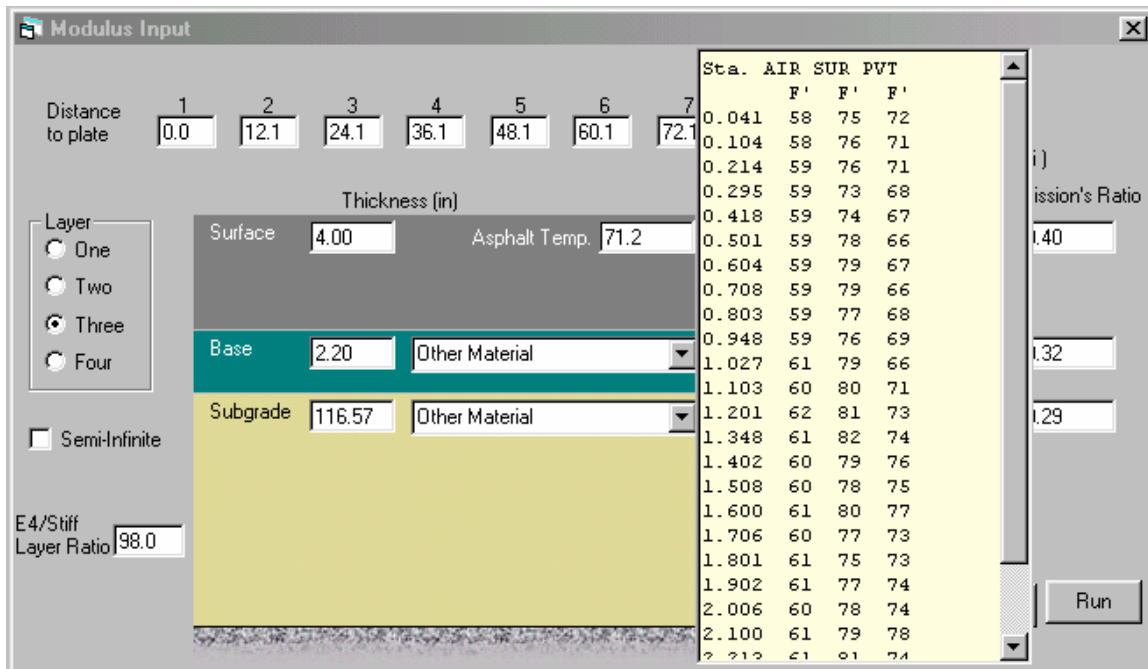 Modulus Input
Distance to plate
1 2 3 4 5 6 7
0.0 12.1 24.1 36.1 48.1 60.1 72.1
Thickness (in)
ission's Ratio
Layer
One
Two
Three
Four
Semi-Infinite
E4/Stiff
Layer Ratio 98.0
Surface 4.00 Asphalt Temp. 71.2 .40
Base 2.20 Other Material .32
Subgrade 116.57 Other Material .29
Sta. AIR SUR PVT
F' F' F'
0.041 58 75 72
0.104 58 76 71
0.214 59 76 71
0.295 59 73 68
0.418 59 74 67
0.501 59 78 66
0.604 59 79 67
0.708 59 79 66
0.803 59 77 68
0.948 59 76 69
1.027 61 79 66
1.103 60 80 71
1.201 62 81 73
1.348 61 82 74
1.402 60 79 76
1.508 60 78 75
1.600 61 80 77
1.706 60 77 73
1.801 61 75 73
1.902 61 77 74
2.006 60 78 74
2.100 61 79 78
Run